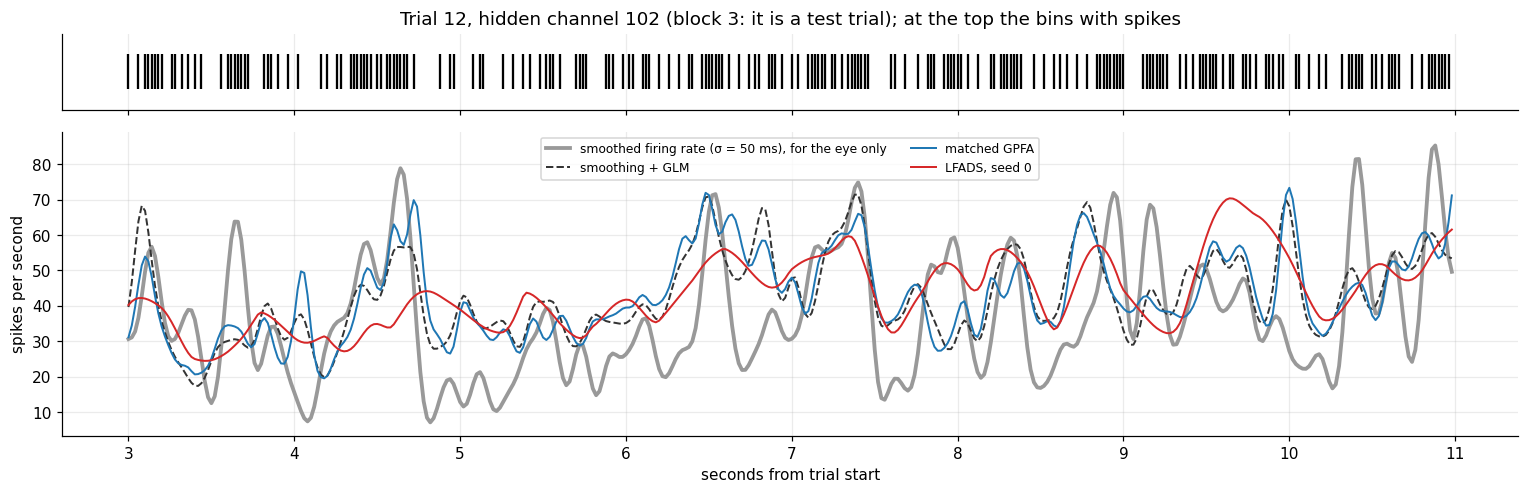 Trial 12, hidden channel 102 (block 3: it is a test trial); at the top the bins with spikes
smoothed firing rate (σ = 50 ms), for the eye only
smoothing + GLM
matched GPFA
LFADS, seed 0
spikes per second
80
70
60
50
40
30
20
10
3 4 5 6 7 8 9 10 11
seconds from trial start